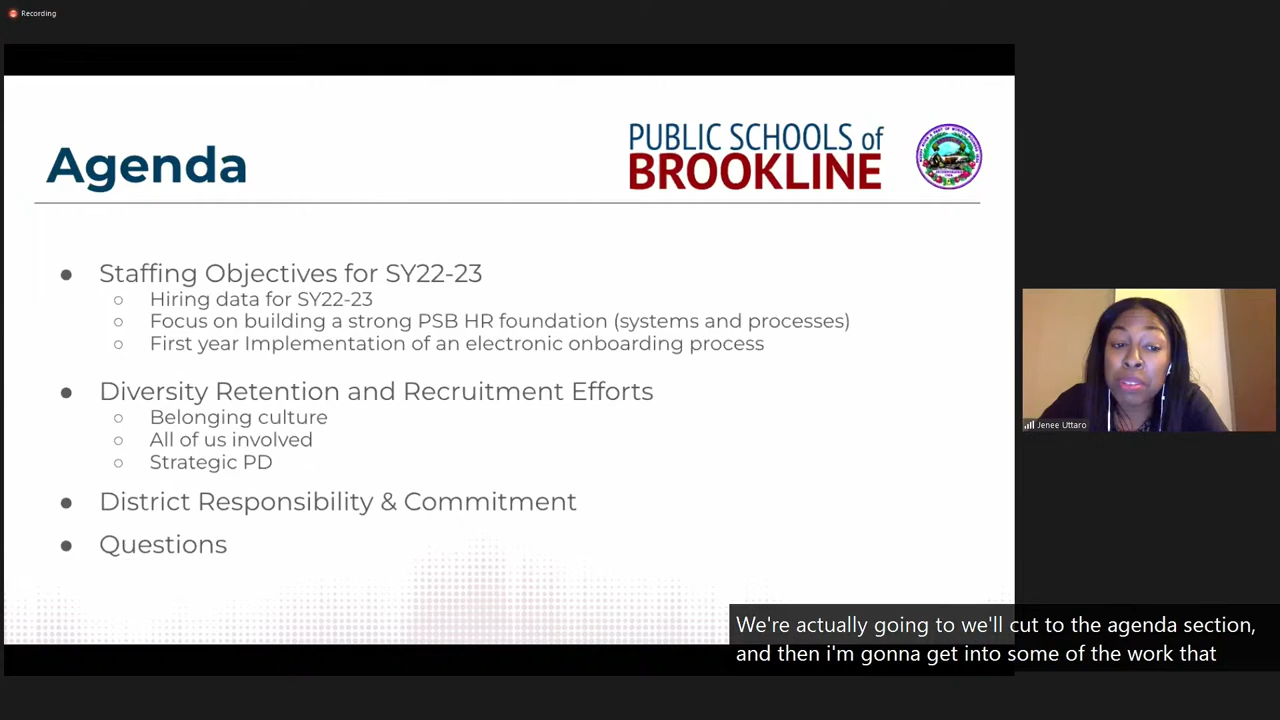 Recording
Agenda
PUBLIC SCHOOLS of
BROOKLINE
● Staffing Objectives for SY22-23
○ Hiring data for SY22-23
○ Focus on building a strong PSB HR foundation (systems and processes)
○ First year Implementation of an electronic onboarding process
● Diversity Retention and Recruitment Efforts
○ Belonging culture
○ All of us involved
○ Strategic PD
● District Responsibility & Commitment
● Questions
Jenee Uttaro
We're actually going to we'll cut to the agenda section,
and then i'm gonna get into some of the work that